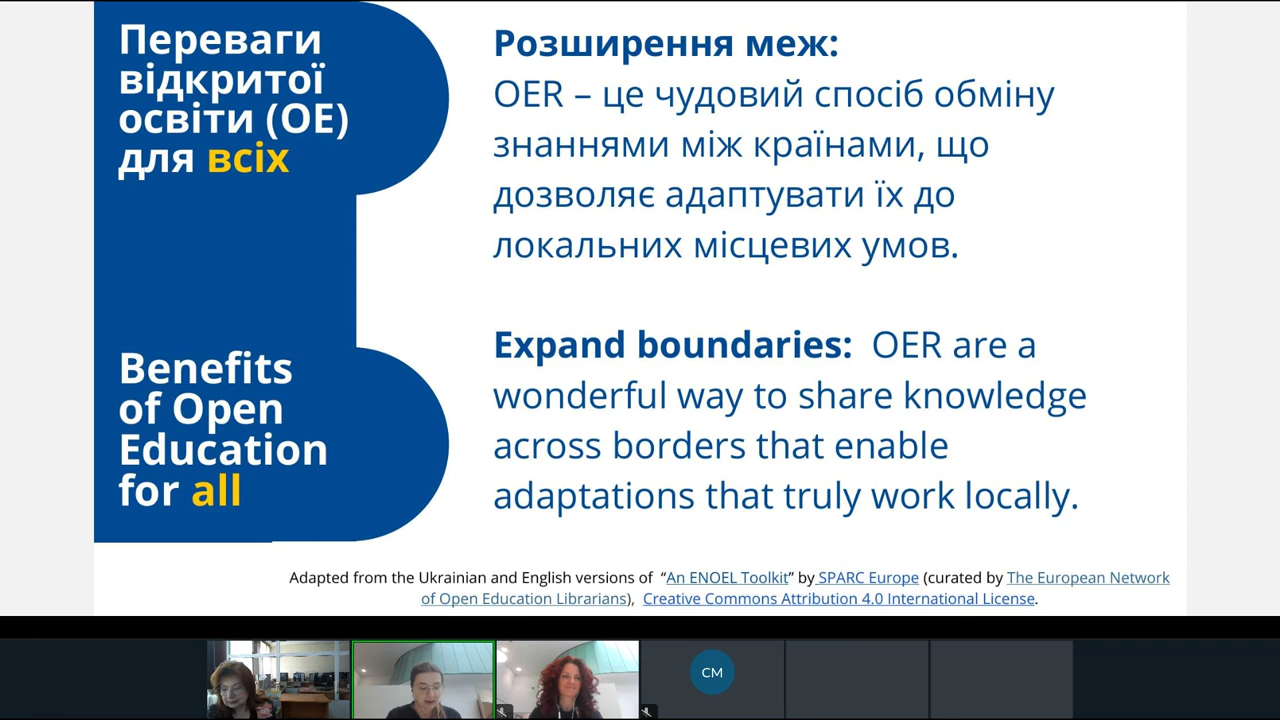 Переваги
відкритої
освіти (ОЕ)
для всіх
Розширення меж:
OER – це чудовий спосіб обміну
знаннями між країнами, що
дозволяє адаптувати їх до
локальних місцевих умов.
Benefits
of Open
Education
for all
Expand boundaries: OER are a
wonderful way to share knowledge
across borders that enable
adaptations that truly work locally.
Adapted from the Ukrainian and English versions of “An ENOEL Toolkit” by SPARC Europe (curated by The European Network
of Open Education Librarians), Creative Commons Attribution 4.0 International License.
CM